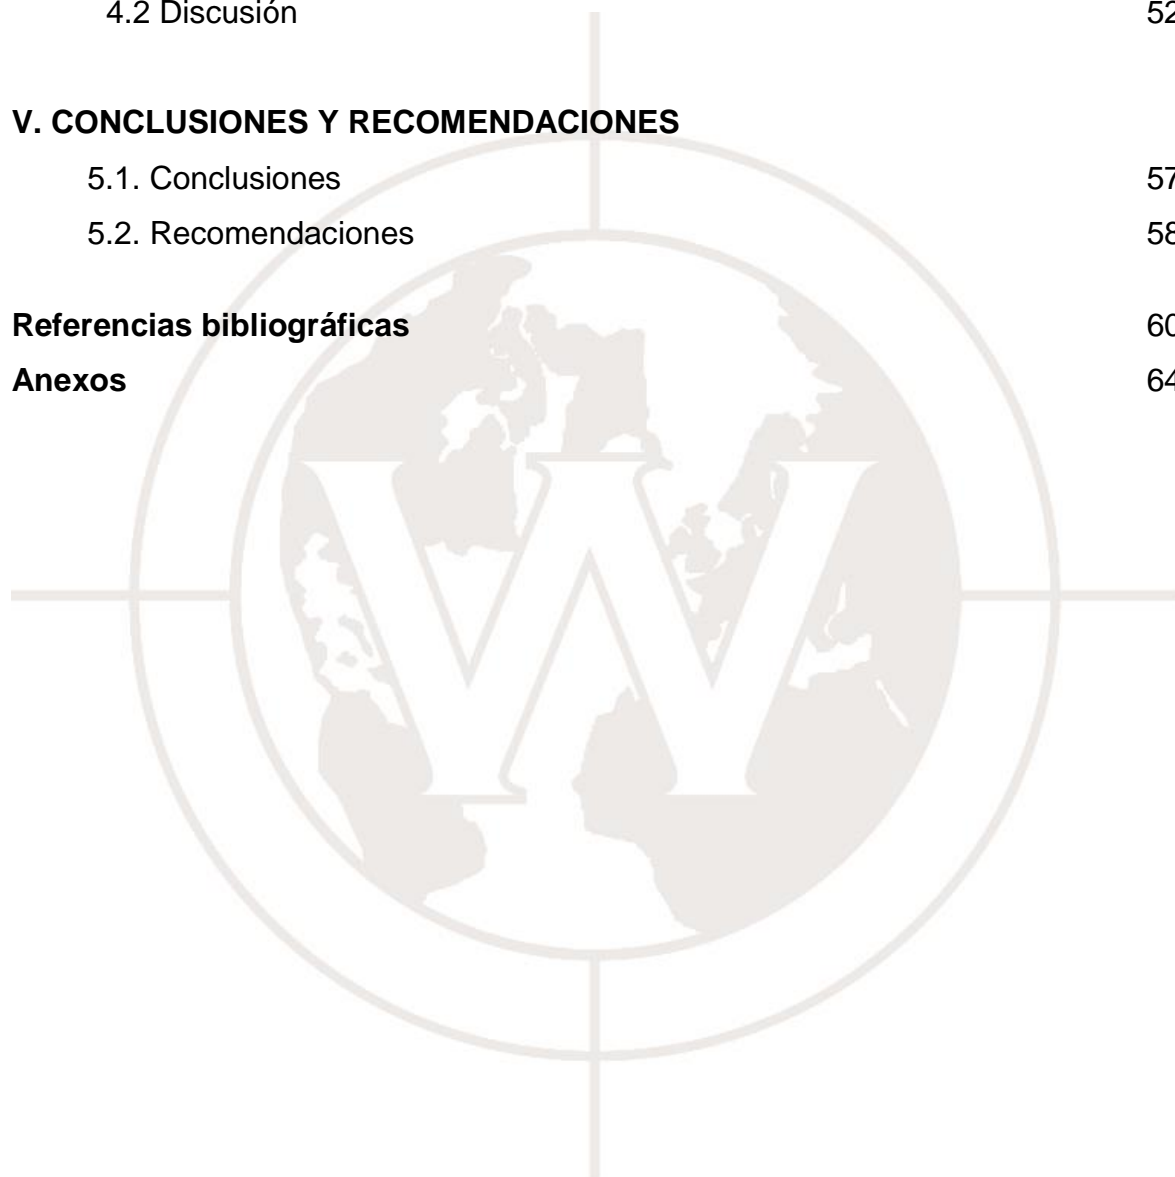 4.2 Discusión 52
V. CONCLUSIONES Y RECOMENDACIONES
5.1. Conclusiones 57
5.2. Recomendaciones 58
Referencias bibliográficas 60
Anexos 64
W